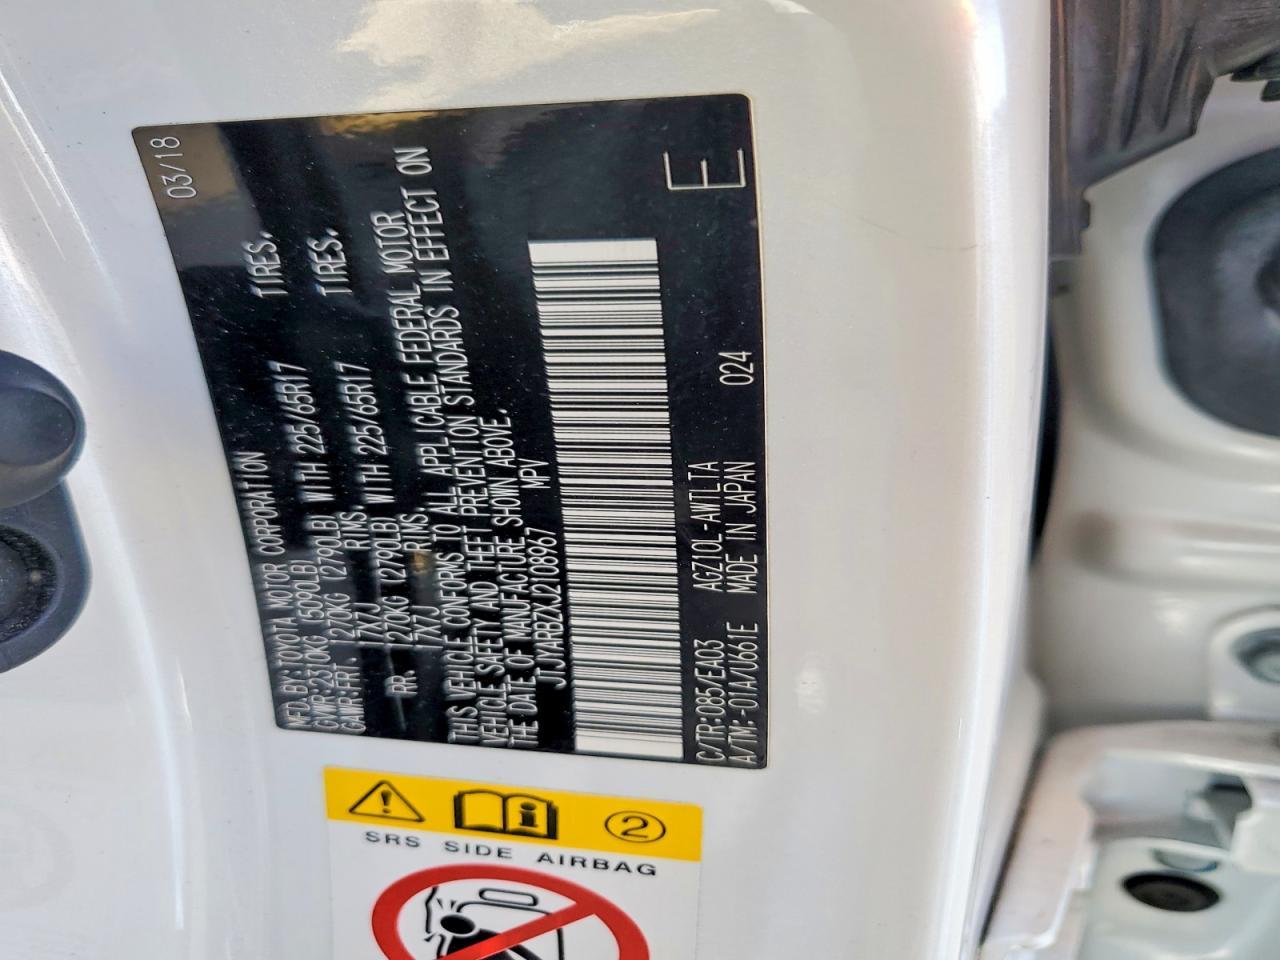 MFD.BY:TOYOTA MOTOR CORPORATION 03/18
GVWR:2310KG (5090LB)
GAWR:FRT. 1270KG (2790LB) WITH 225/65R17 TIRES,
17X7J RIMS,
RR. 1270KG (2790LB) WITH 225/65R17 TIRES,
17X7J RIMS,
THIS VEHICLE CONFORMS TO ALL APPLICABLE FEDERAL MOTOR
VEHICLE SAFETY AND THEFT PREVENTION STANDARDS IN EFFECT ON
THE DATE OF MANUFACTURE SHOWN ABOVE.
JTJYARBZXJ2108967 MPV
E
C/TR:085/EA03 AGZ10L-AWTLTA 024
A/TM:-01A/U661E MADE IN JAPAN
2
SRS SIDE AIRBAG